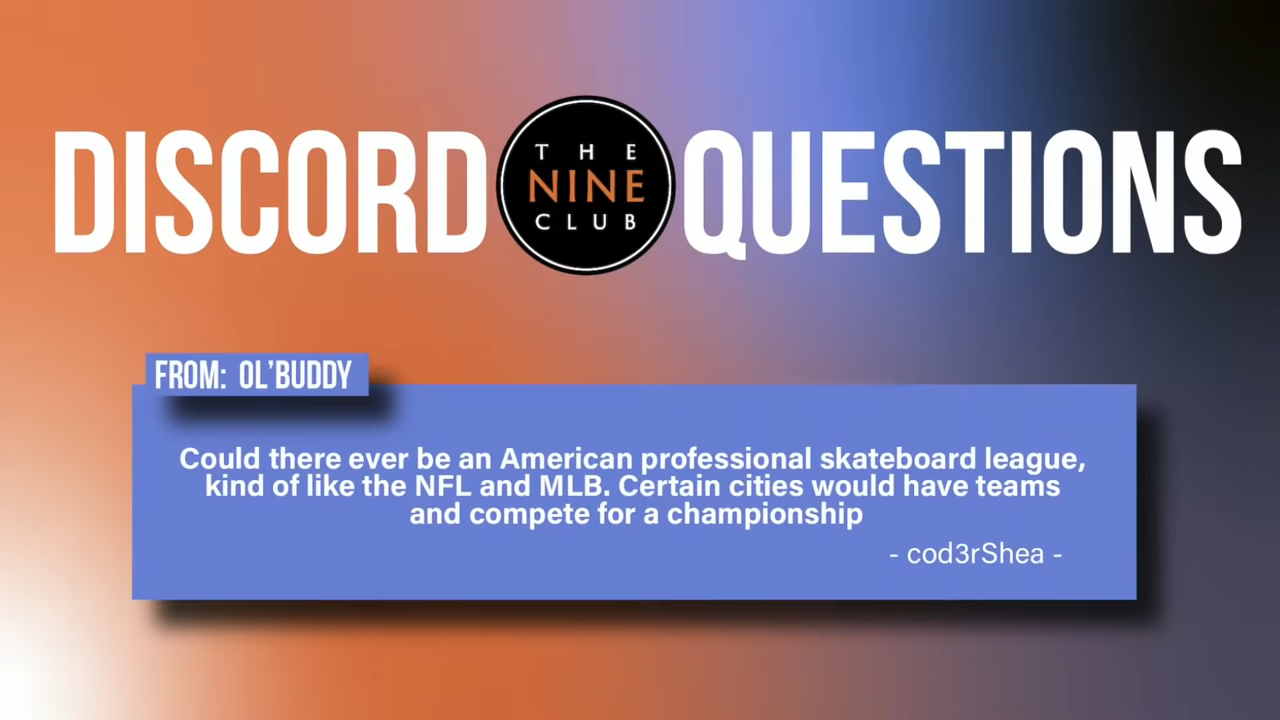 DISCORD THE NINE CLUB QUESTIONS
FROM: OL'BUDDY
Could there ever be an American professional skateboard league,
kind of like the NFL and MLB. Certain cities would have teams
and compete for a championship
- cod3rShea -